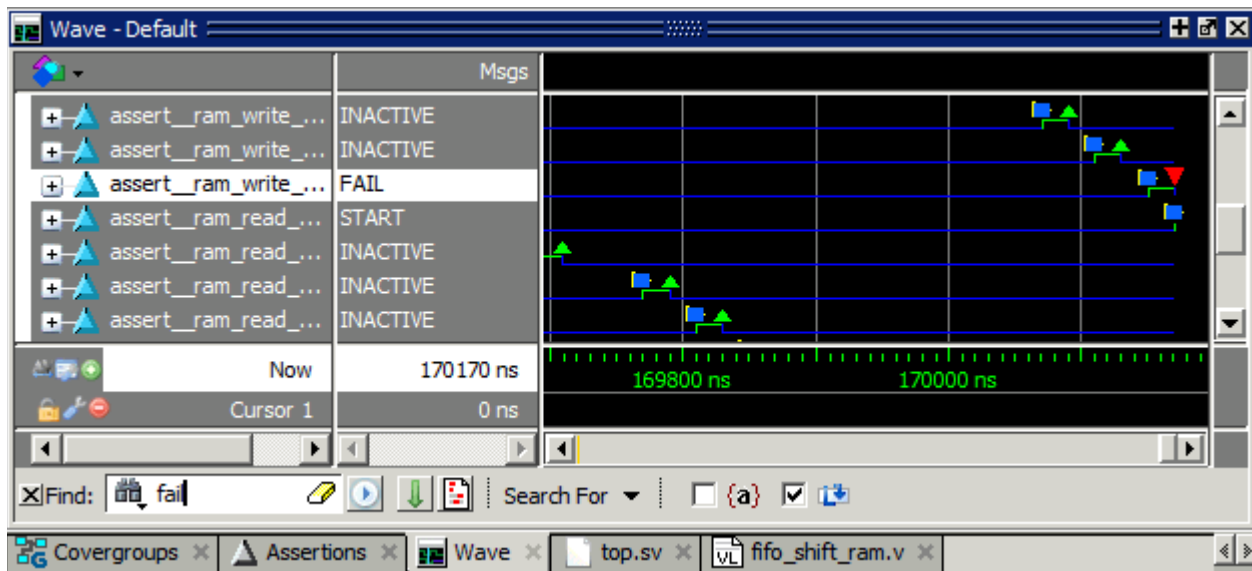 Wave - Default
Msgs
assert__ram_write_... INACTIVE
assert__ram_write_... INACTIVE
assert__ram_write_... FAIL
assert__ram_read_... START
assert__ram_read_... INACTIVE
assert__ram_read_... INACTIVE
assert__ram_read_... INACTIVE
Now 170170 ns 169800 ns 170000 ns
Cursor 1 0 ns
Find: fail Search For {a}
Covergroups Assertions Wave top.sv VL fifo_shift_ram.v